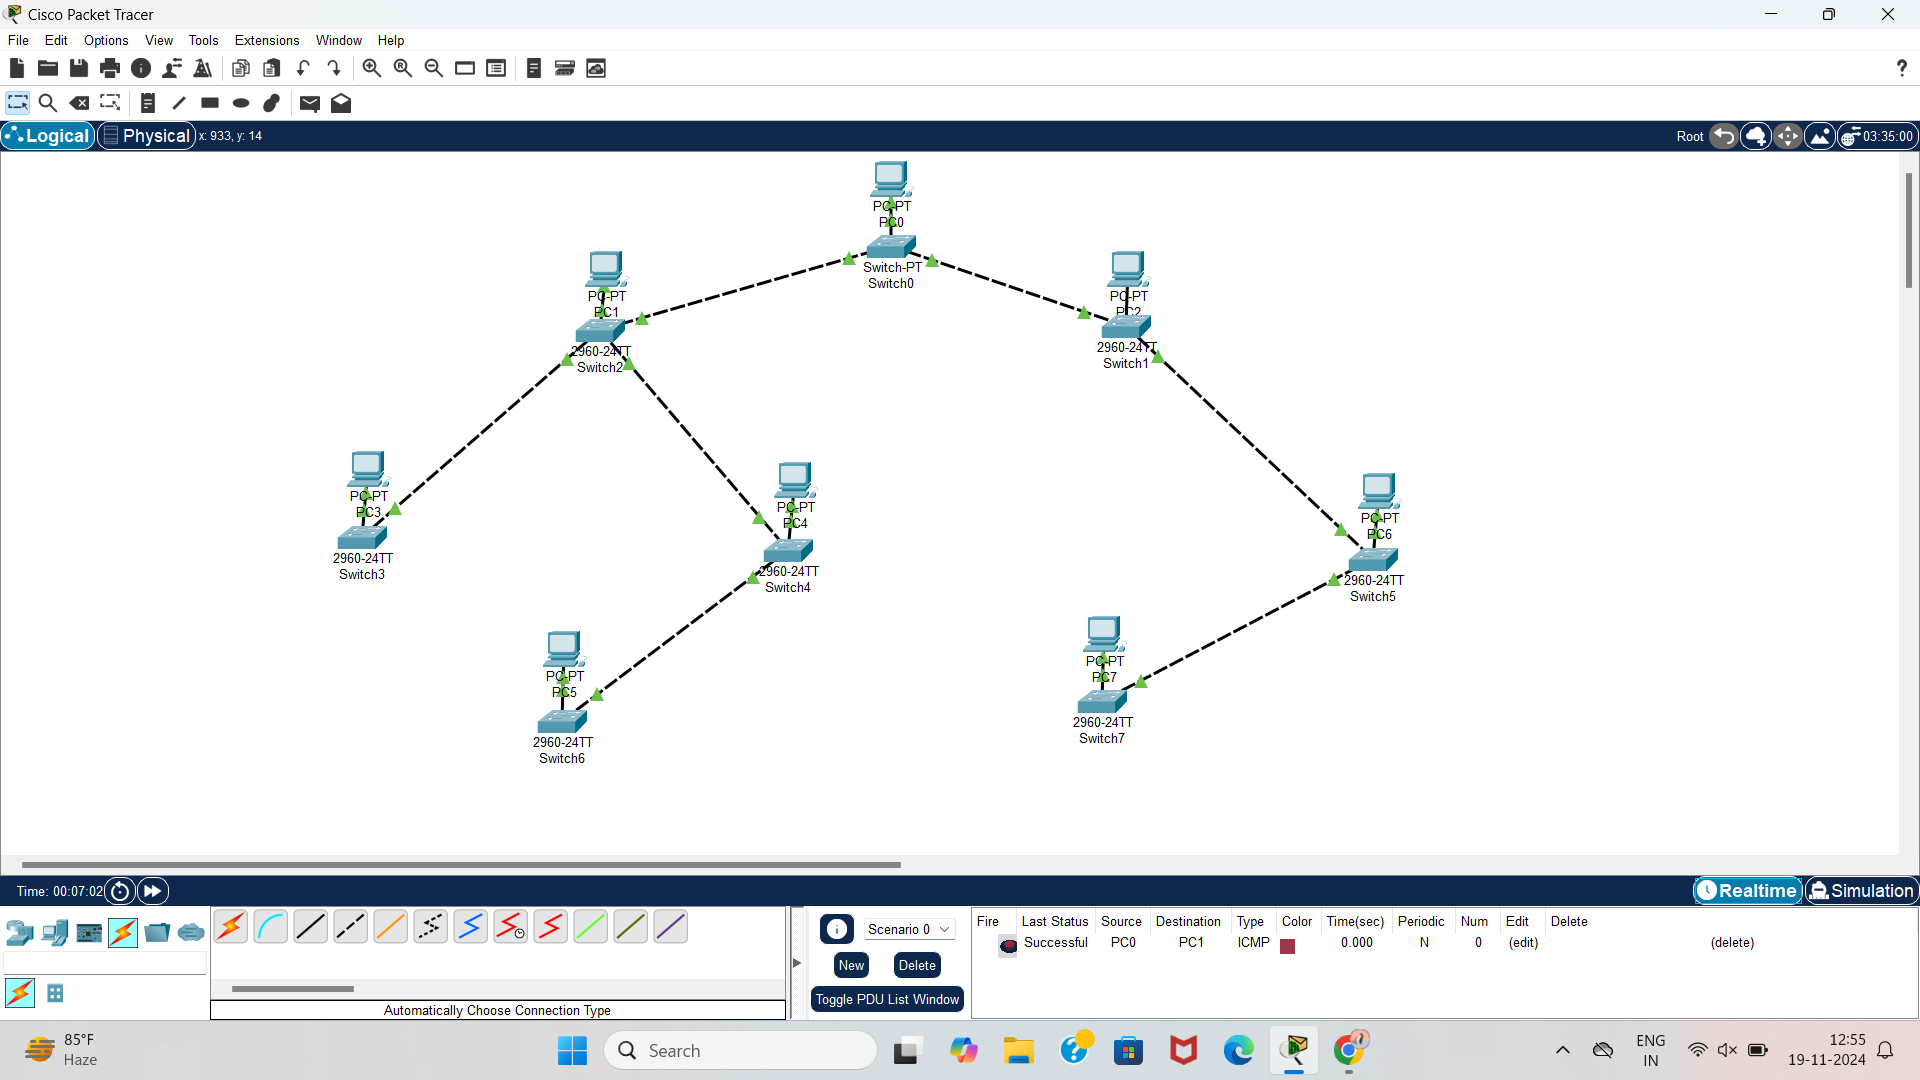 Cisco Packet Tracer
File Edit Options View Tools Extensions Window Help
?
Logical Physical x: 933, y: 14 Root 03:35:00
PC-PT
PC0
Switch-PT
Switch0
PC-PT
PC1
2960-24TT
Switch2
PC-PT
PC2
2960-24TT
Switch1
PC-PT
PC3
2960-24TT
Switch3
PC-PT
PC4
2960-24TT
Switch4
PC-PT
PC6
2960-24TT
Switch5
PC-PT
PC5
2960-24TT
Switch6
PC-PT
PC7
2960-24TT
Switch7
Time: 00:07:02 Realtime Simulation
Scenario 0
New Delete
Toggle PDU List Window
Automatically Choose Connection Type
Fire Last Status Source Destination Type Color Time(sec) Periodic Num Edit Delete
Successful PC0 PC1 ICMP 0.000 N 0 (edit) (delete)
85°F
Haze
Search
ENG
IN
12:55
19-11-2024